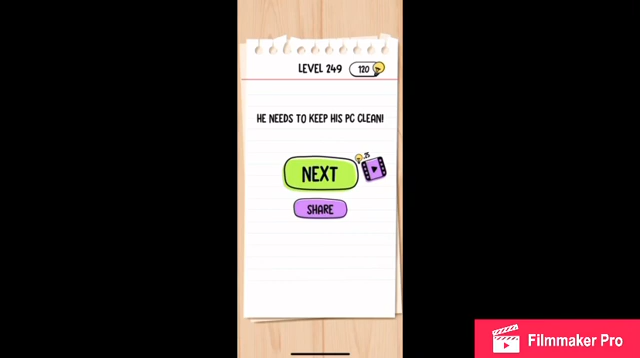 LEVEL 249
120
HE NEEDS TO KEEP HIS PC CLEAN!
25
NEXT
SHARE
Filmmaker Pro